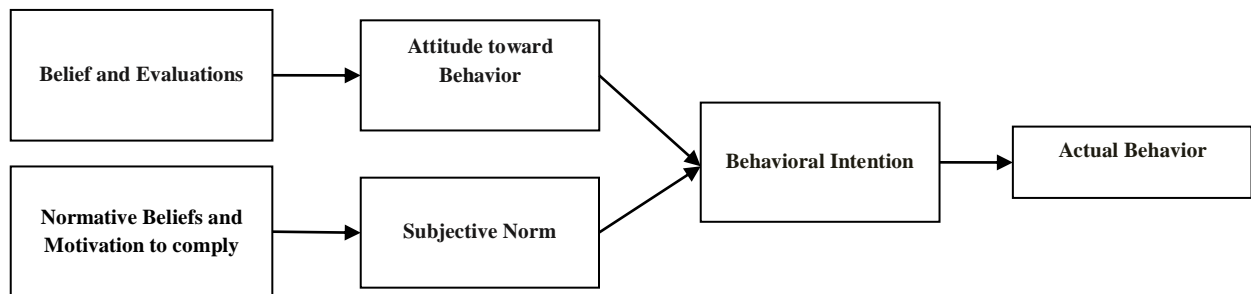 Belief and Evaluations
Attitude toward
Behavior
Normative Beliefs and
Motivation to comply
Subjective Norm
Behavioral Intention
Actual Behavior